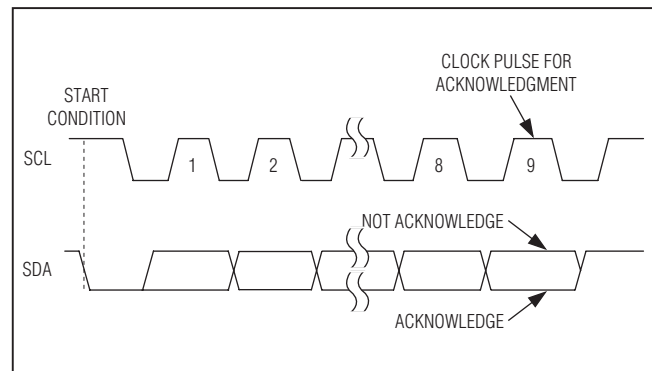 CLOCK PULSE FOR
ACKNOWLEDGMENT
START
CONDITION
SCL
1
2
8
9
NOT ACKNOWLEDGE
SDA
ACKNOWLEDGE